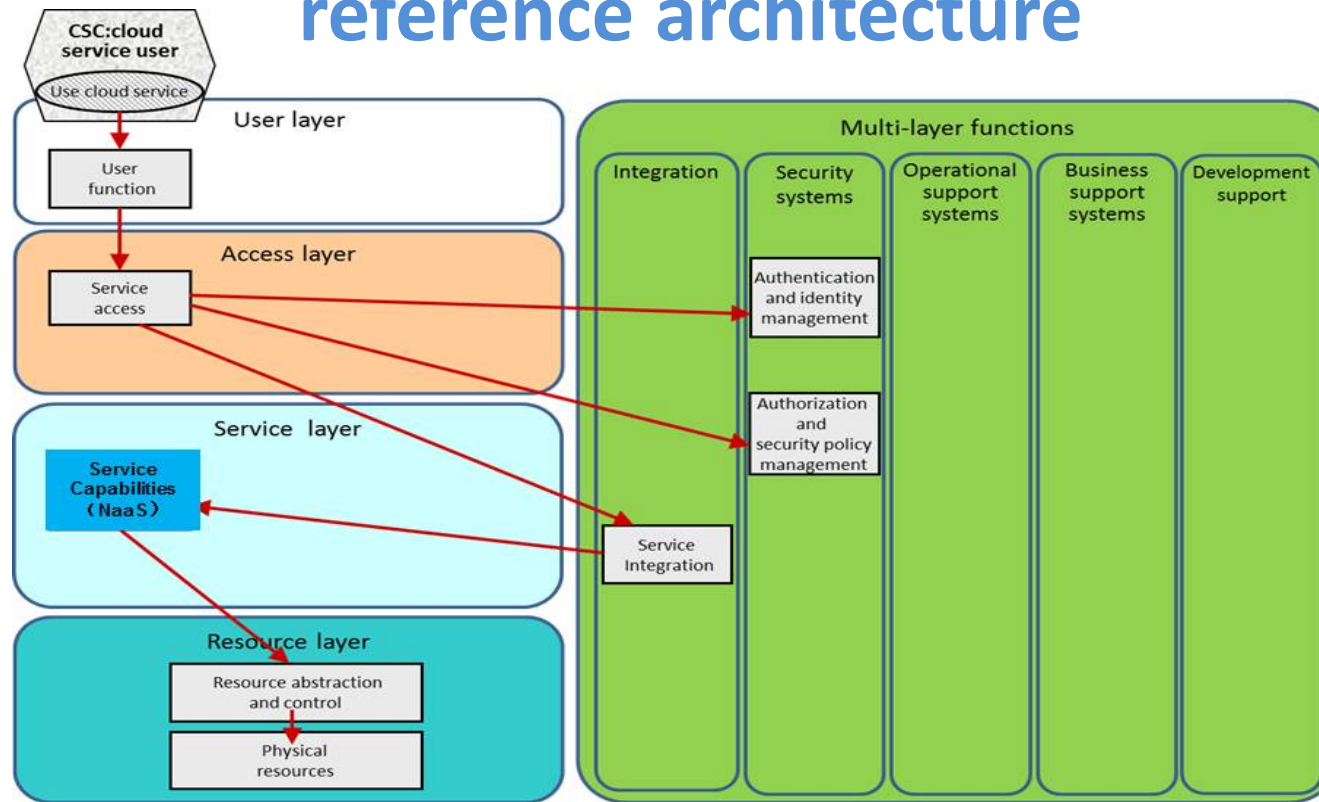 reference architecture
CSC:cloud
service user
Use cloud service
User layer
User
function
Access layer
Service
access
Service layer
Service
Capabilities
(NaaS)
Resource layer
Resource abstraction
and control
Physical
resources
Multi-layer functions
Integration
Service
Integration
Security
systems
Authentication
and identity
management
Authorization
and
security policy
management
Operational
support
systems
Business
support
systems
Development
support